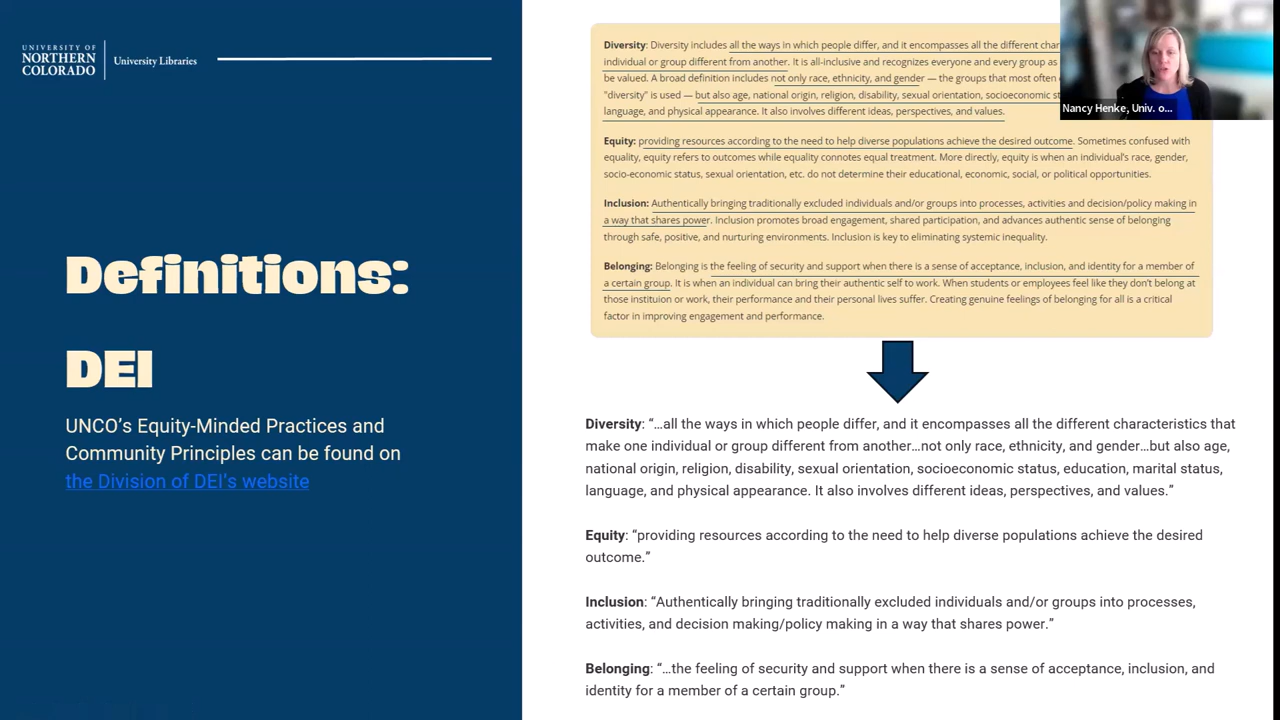 UNIVERSITY OF
NORTHERN
COLORADO
University Libraries
Definitions:
DEI
UNCO's Equity-Minded Practices and
Community Principles can be found on
the Division of DEI's website
Diversity: Diversity includes all the ways in which people differ, and it encompasses all the different
individual or group different from another. It is all-inclusive and recognizes everyone and every group as
be valued. A broad definition includes not only race, ethnicity, and gender — the groups that most often
"diversity" is used — but also age, national origin, religion, disability, sexual orientation, socioeconomic
language, and physical appearance. It also involves different ideas, perspectives, and values.
Equity: providing resources according to the need to help diverse populations achieve the desired outcome. Sometimes confused with
equality, equity refers to outcomes while equality connotes equal treatment. More directly, equity is when an individual's race, gender,
socio-economic status, sexual orientation, etc. do not determine their educational, economic, social, or political opportunities.
Inclusion: Authentically bringing traditionally excluded individuals and/or groups into processes, activities and decision/policy making in
a way that shares power. Inclusion promotes broad engagement, shared participation, and advances authentic sense of belonging
through safe, positive, and nurturing environments. Inclusion is key to eliminating systemic inequality.
Belonging: Belonging is the feeling of security and support when there is a sense of acceptance, inclusion, and identity for a member of
a certain group. It is when an individual can bring their authentic self to work. When students or employees feel like they don't belong at
those instituion or work, their performance and their personal lives suffer. Creating genuine feelings of belonging for all is a critical
factor in improving engagement and performance.
Nancy Henke, Univ. o...
Diversity: “…all the ways in which people differ, and it encompasses all the different characteristics that
make one individual or group different from another…not only race, ethnicity, and gender…but also age,
national origin, religion, disability, sexual orientation, socioeconomic status, education, marital status,
language, and physical appearance. It also involves different ideas, perspectives, and values.”
Equity: “providing resources according to the need to help diverse populations achieve the desired
outcome.”
Inclusion: “Authentically bringing traditionally excluded individuals and/or groups into processes,
activities, and decision making/policy making in a way that shares power.”
Belonging: “…the feeling of security and support when there is a sense of acceptance, inclusion, and
identity for a member of a certain group.”